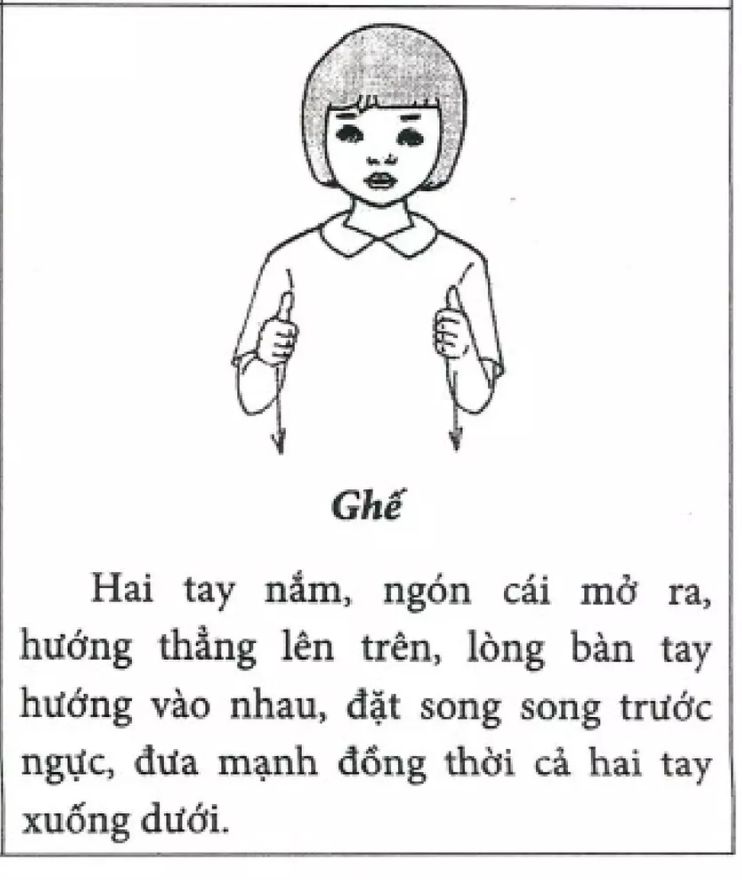 Ghế
Hai tay nắm, ngón cái mở ra,
hướng thẳng lên trên, lòng bàn tay
hướng vào nhau, đặt song song trước
ngực, đưa mạnh đồng thời cả hai tay
xuống dưới.